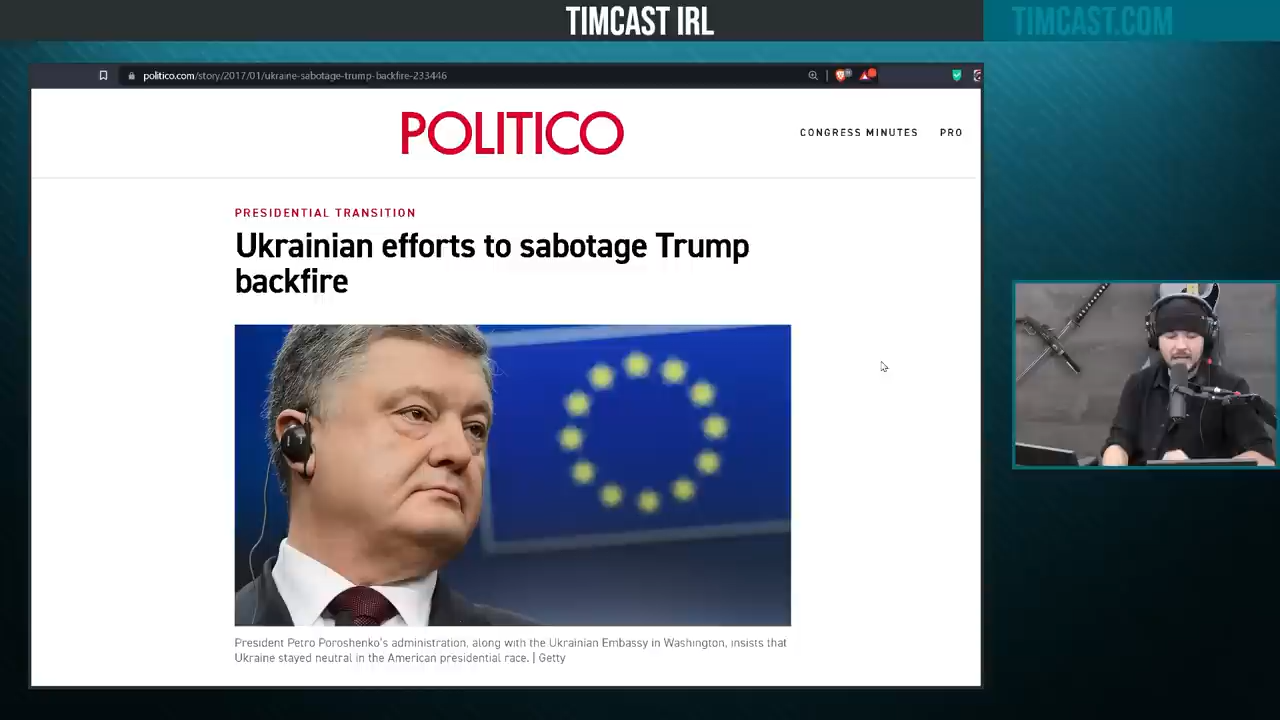 TIMCAST IRL
TIMCAST.COM
politico.com/story/2017/01/ukraine-sabotage-trump-backfire-233446
POLITICO
CONGRESS MINUTES
PRO
PRESIDENTIAL TRANSITION
Ukrainian efforts to sabotage Trump
backfire
President Petro Poroshenko's administration, along with the Ukrainian Embassy in Washington, insists that
Ukraine stayed neutral in the American presidential race. | Getty